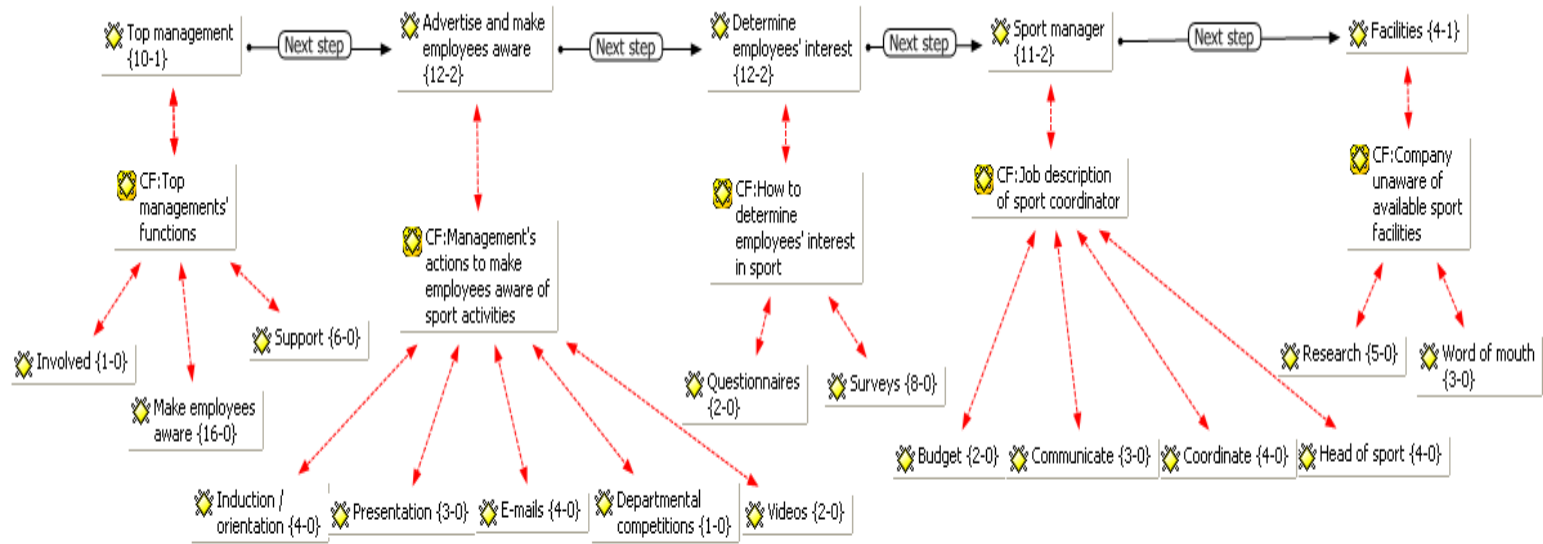 Top management
{10-1}
Next step
Advertise and make
employees aware
{12-2}
Next step
Determine
employees' interest
{12-2}
Next step
Sport manager
{11-2}
Next step
Facilities {4-1}
CF:Top
managements'
functions
CF:Management's
actions to make
employees aware of
sport activities
CF:How to
determine
employees' interest
in sport
CF:Job description
of sport coordinator
CF:Company
unaware of
available sport
facilities
Involved {1-0}
Make employees
aware {16-0}
Support {6-0}
Induction /
orientation {4-0}
Presentation {3-0}
E-mails {4-0}
Departmental
competitions {1-0}
Videos {2-0}
Questionnaires
{2-0}
Surveys {8-0}
Budget {2-0}
Communicate {3-0}
Coordinate {4-0}
Head of sport {4-0}
Research {5-0}
Word of mouth
{3-0}